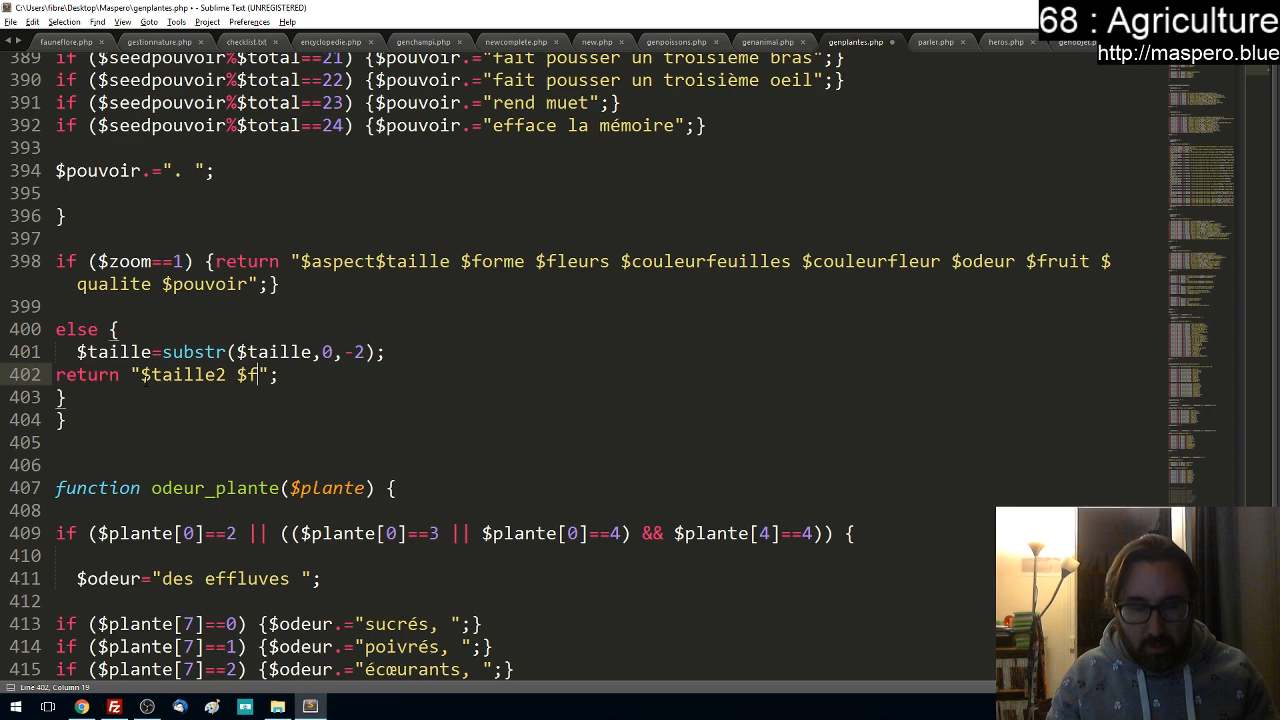 C:\Users\fibre\Desktop\Maspero\genplantes.php • - Sublime Text (UNREGISTERED)
68 : Agriculture
File Edit Selection Find View Goto Tools Project Preferences Help
http://maspero.blue
fauneflore.php × gestionnature.php × checklist.txt × encyclopedie.php × genchampi.php × newcomplete.php × new.php × genpoissons.php × genanimal.php × genplantes.php parler.php × heros.php × genobjet.ph
389 if ($seedpouvoir%$total==21) {$pouvoir.="fait pousser un troisième bras";}
390 if ($seedpouvoir%$total==22) {$pouvoir.="fait pousser un troisième oeil";}
391 if ($seedpouvoir%$total==23) {$pouvoir.="rend muet";}
392 if ($seedpouvoir%$total==24) {$pouvoir.="efface la mémoire";}
393
394 $pouvoir.=". ";
395
396 }
397
398 if ($zoom==1) {return "$aspect$taille $forme $fleurs $couleurfeuilles $couleurfleur $odeur $fruit $
qualite $pouvoir";}
399
400 else {
401 $taille=substr($taille,0,-2);
402 return "$taille2 $f";
403 }
404 }
405
406
407 function odeur_plante($plante) {
408
409 if ($plante[0]==2 || (($plante[0]==3 || $plante[0]==4) && $plante[4]==4)) {
410
411 $odeur="des effluves ";
412
413 if ($plante[7]==0) {$odeur.="sucrés, ";}
414 if ($plante[7]==1) {$odeur.="poivrés, ";}
415 if ($plante[7]==2) {$odeur.="écœurants, ";}
Line 402, Column 19